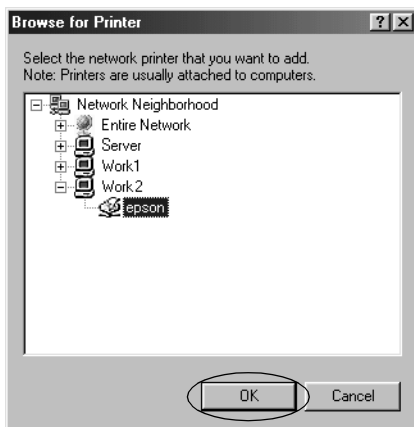 Browse for Printer
Select the network printer that you want to add.
Note: Printers are usually attached to computers.
Network Neighborhood
Entire Network
Server
Work1
Work2
epson
OK
Cancel